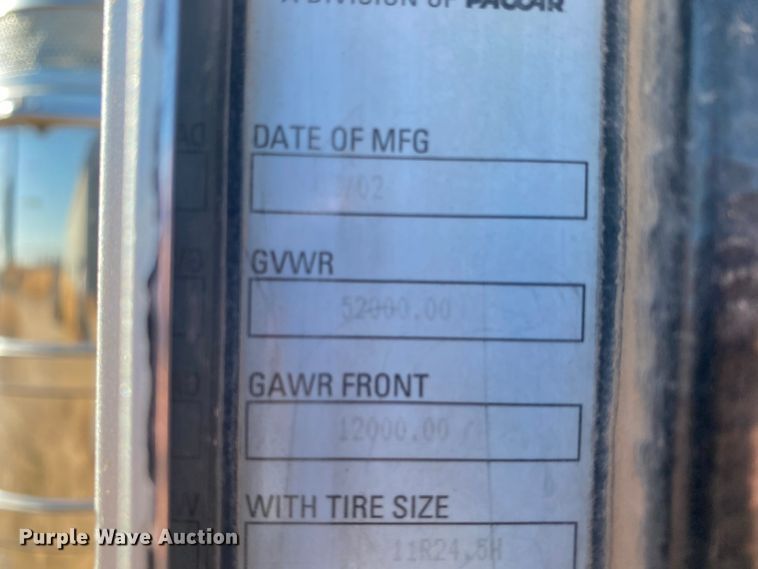 A DIVISION OF PACCAR
DATE OF MFG
/02
GVWR
52000.00
GAWR FRONT
12000.00
WITH TIRE SIZE
11R24.5H
Purple Wave Auction®